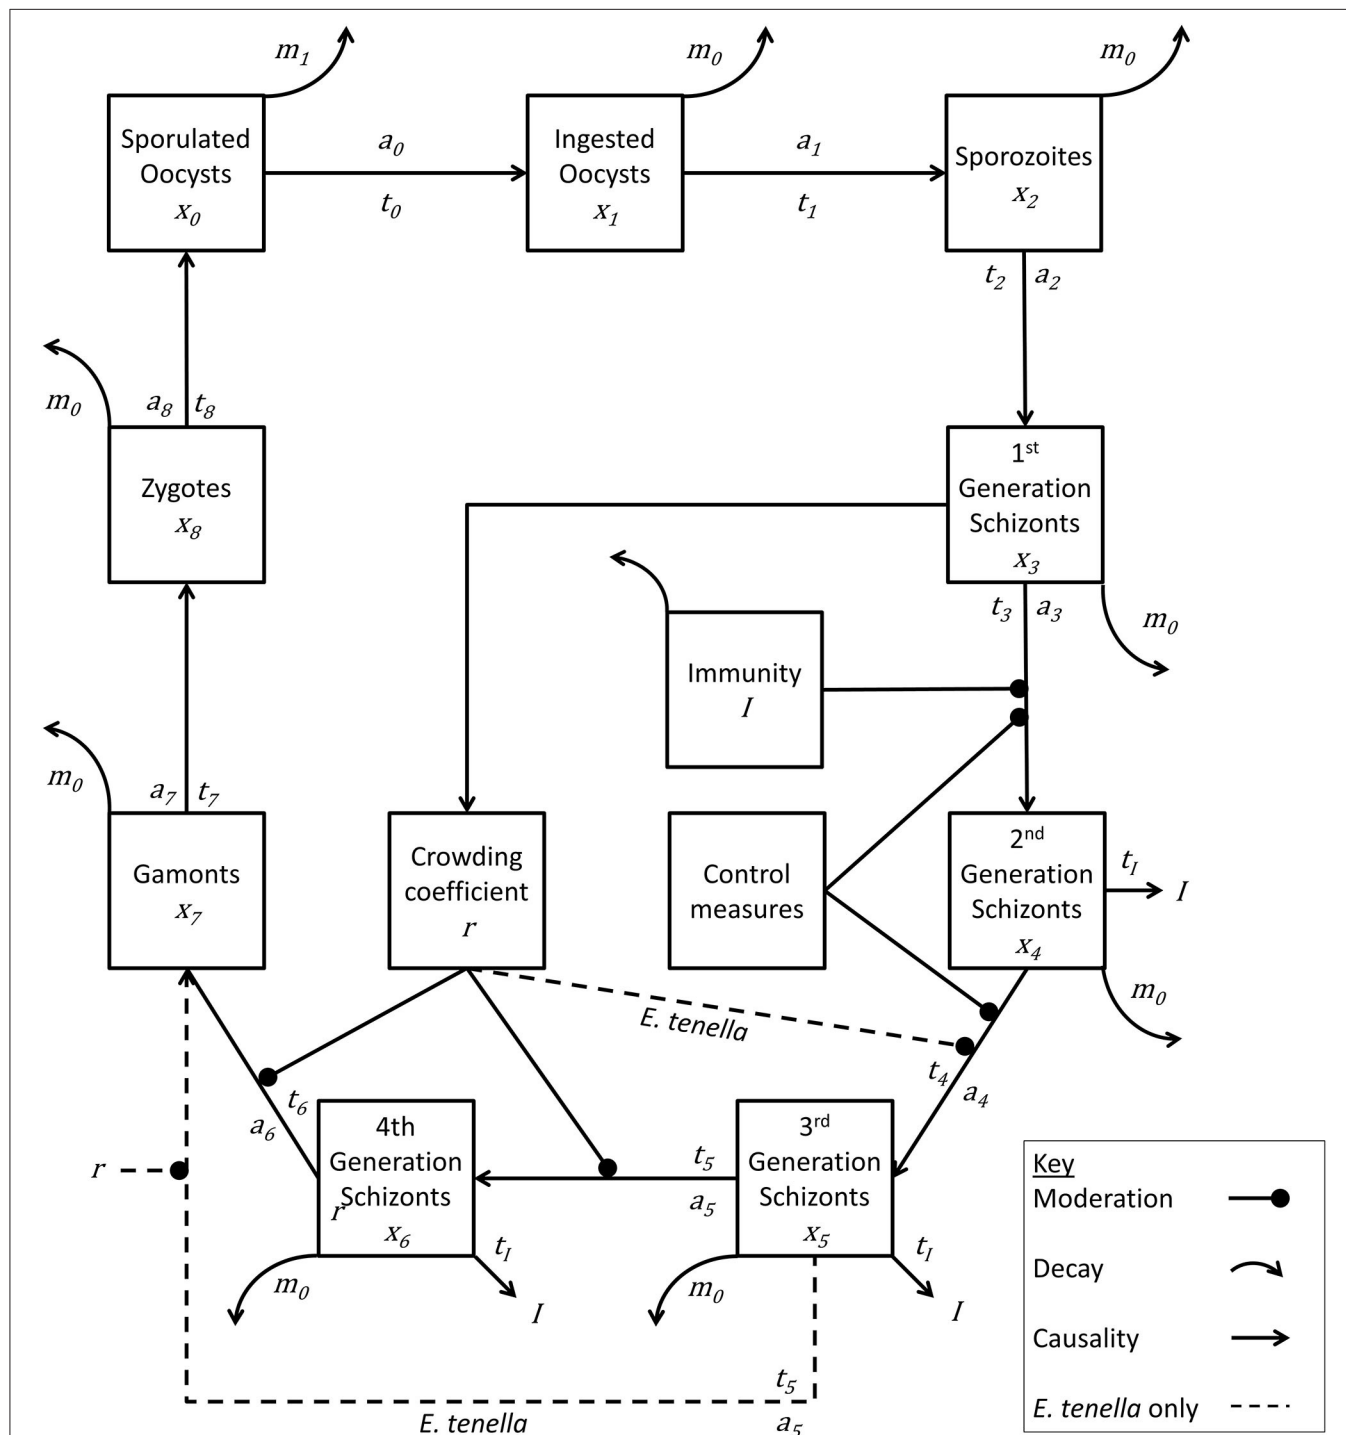 m₁
m₀
m₀
Sporulated
Oocysts
x₀
a₀
t₀
Ingested
Oocysts
x₁
a₁
t₁
Sporozoites
x₂
t₂ a₂
m₀
a₈ t₈
Zygotes
x₈
1st
Generation
Schizonts
x₃
t₃ a₃
m₀
Immunity
I
m₀
a₇ t₇
Gamonts
x₇
Crowding
coefficient
r
Control
measures
2nd
Generation
Schizonts
x₄
t_I
I
m₀
E. tenella
t₄
a₄
t₆
a₆
r
4th
Generation
Schizonts
r
x₆
t₅
a₅
3rd
Generation
Schizonts
x₅
m₀
t_I
I
m₀
t_I
I
t₅
E. tenella
a₅
Key
Moderation
Decay
Causality
E. tenella only